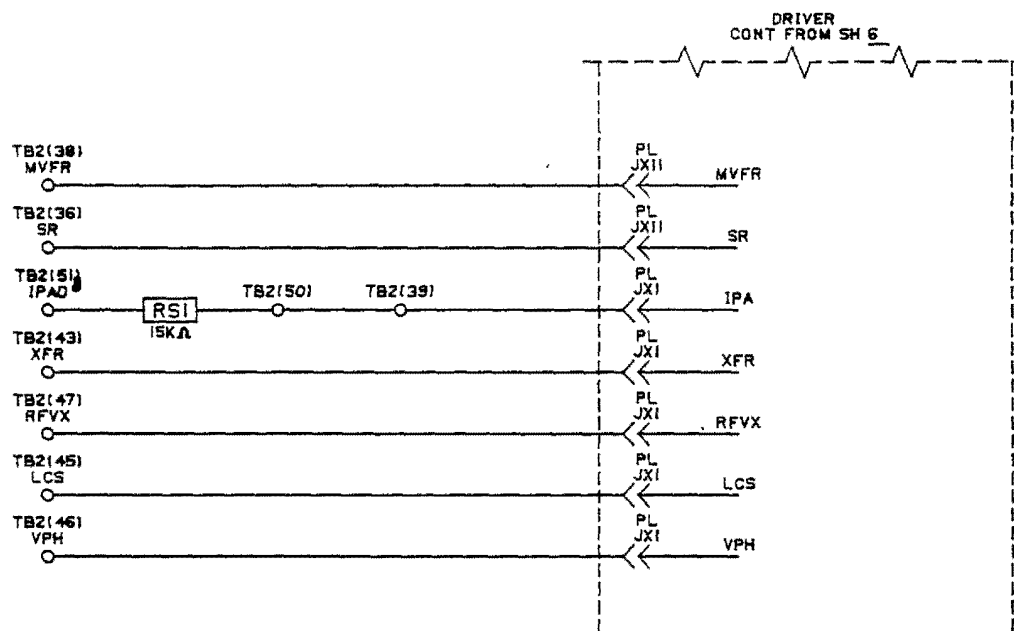 DRIVER
CONT FROM SH 6
TB2(38)
MVFR
PL
JX11
MVFR
TB2(36)
SR
PL
JX11
SR
TB2(51)
IPAD
RS1
15KΩ
TB2(50)
TB2(39)
PL
JX1
IPA
TB2(43)
XFR
PL
JX1
XFR
TB2(47)
RFVX
PL
JX1
RFVX
TB2(45)
LCS
PL
JX1
LCS
TB2(46)
VPH
PL
JX1
VPH